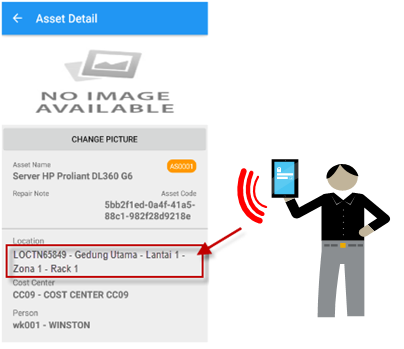 Asset Detail
NO IMAGE
AVAILABLE
CHANGE PICTURE
Asset Name
AS0001
Server HP Proliant DL360 G6
Repair Note
Asset Code
5bb2f1ed-0a4f-41a5-
88c1-982f28d9218e
Location
LOCTN65849 - Gedung Utama - Lantai 1 -
Zona 1 - Rack 1
Cost Center
CC09 - COST CENTER CC09
Person
wk001 - WINSTON